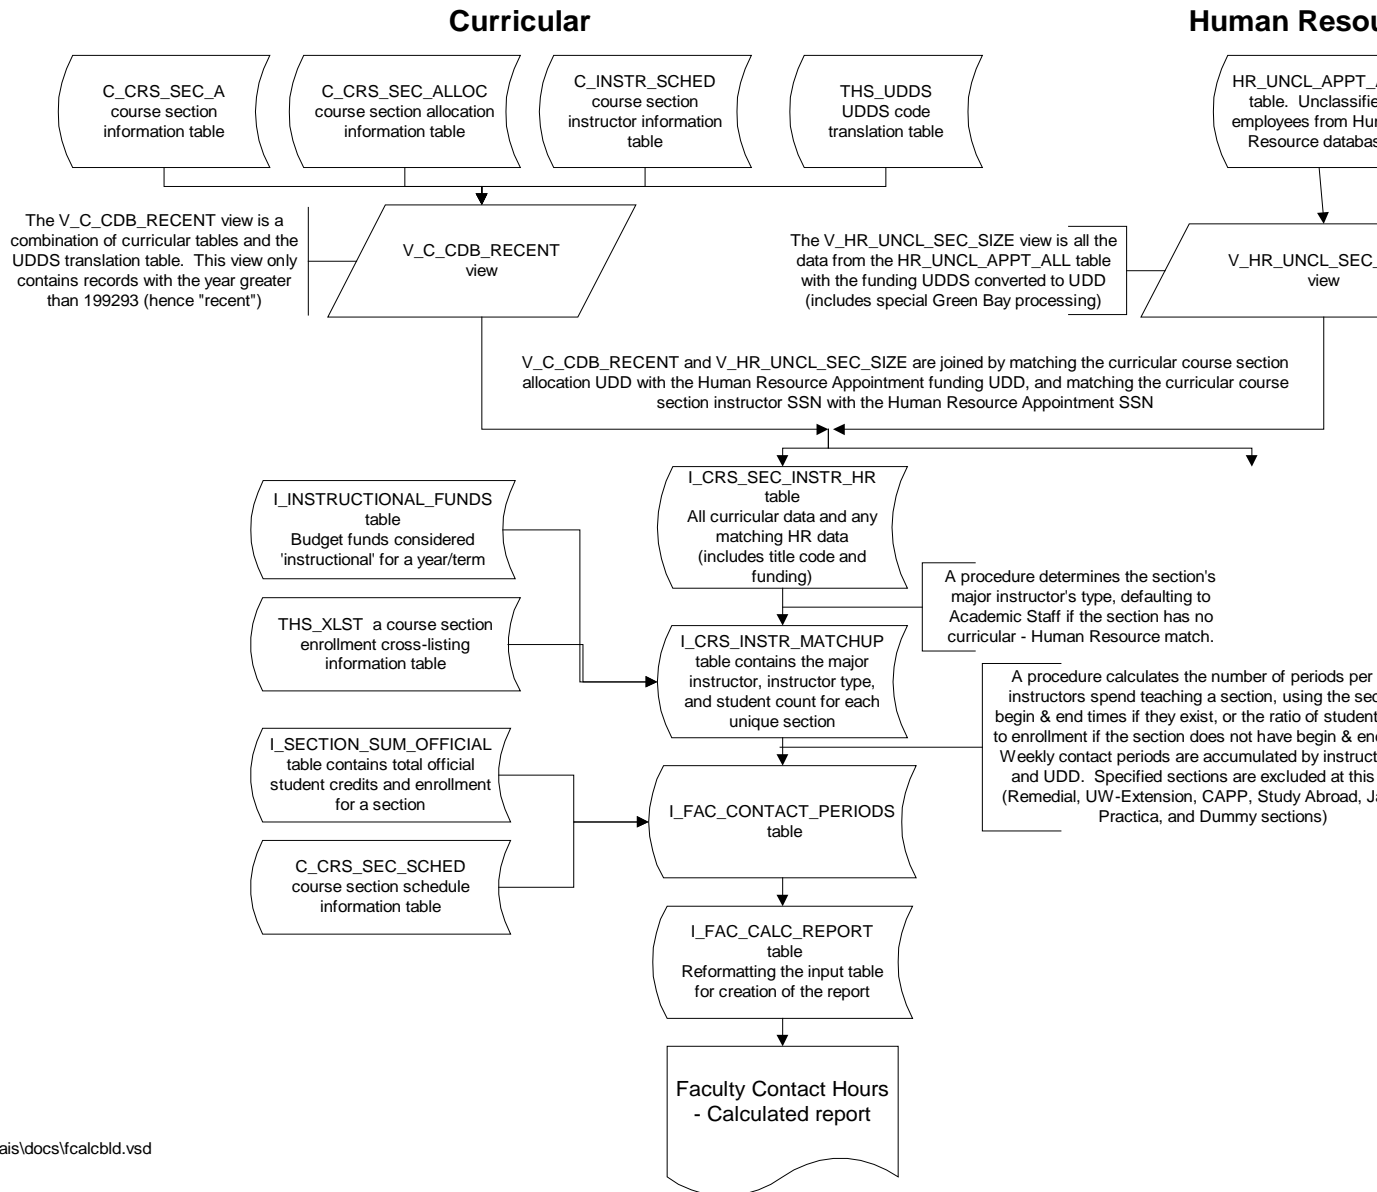 Curricular
Human Resou
C_CRS_SEC_A
course section
information table
C_CRS_SEC_ALLOC
course section allocation
information table
C_INSTR_SCHED
course section
instructor information
table
THS_UDDS
UDDS code
translation table
HR_UNCL_APPT_A
table. Unclassifie
employees from Hu
Resource databas
The V_C_CDB_RECENT view is a
combination of curricular tables and the
UDDS translation table. This view only
contains records with the year greater
than 199293 (hence "recent")
V_C_CDB_RECENT
view
The V_HR_UNCL_SEC_SIZE view is all the
data from the HR_UNCL_APPT_ALL table
with the funding UDDS converted to UDD
(includes special Green Bay processing)
V_HR_UNCL_SEC_
view
V_C_CDB_RECENT and V_HR_UNCL_SEC_SIZE are joined by matching the curricular course section
allocation UDD with the Human Resource Appointment funding UDD, and matching the curricular course
section instructor SSN with the Human Resource Appointment SSN
I_INSTRUCTIONAL_FUNDS
table
Budget funds considered
'instructional' for a year/term
I_CRS_SEC_INSTR_HR
table
All curricular data and any
matching HR data
(includes title code and
funding)
A procedure determines the section's
major instructor's type, defaulting to
Academic Staff if the section has no
curricular - Human Resource match.
THS_XLST a course section
enrollment cross-listing
information table
I_CRS_INSTR_MATCHUP
table contains the major
instructor, instructor type,
and student count for each
unique section
A procedure calculates the number of periods per
instructors spend teaching a section, using the sec
begin & end times if they exist, or the ratio of student
to enrollment if the section does not have begin & en
Weekly contact periods are accumulated by instruct
and UDD. Specified sections are excluded at this
(Remedial, UW-Extension, CAPP, Study Abroad, Ja
Practica, and Dummy sections)
I_SECTION_SUM_OFFICIAL
table contains total official
student credits and enrollment
for a section
I_FAC_CONTACT_PERIODS
table
C_CRS_SEC_SCHED
course section schedule
information table
I_FAC_CALC_REPORT
table
Reformatting the input table
for creation of the report
Faculty Contact Hours
- Calculated report
ais\docs\fcalcbld.vsd